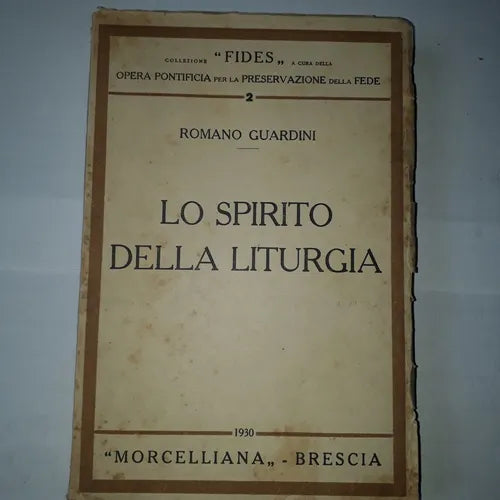 COLLEZIONE "FIDES„ A CURA DELLA
OPERA PONTIFICIA PER LA PRESERVAZIONE DELLA FEDE
2
ROMANO GUARDINI
LO SPIRITO
DELLA LITURGIA
1930
"MORCELLIANA„ - BRESCIA